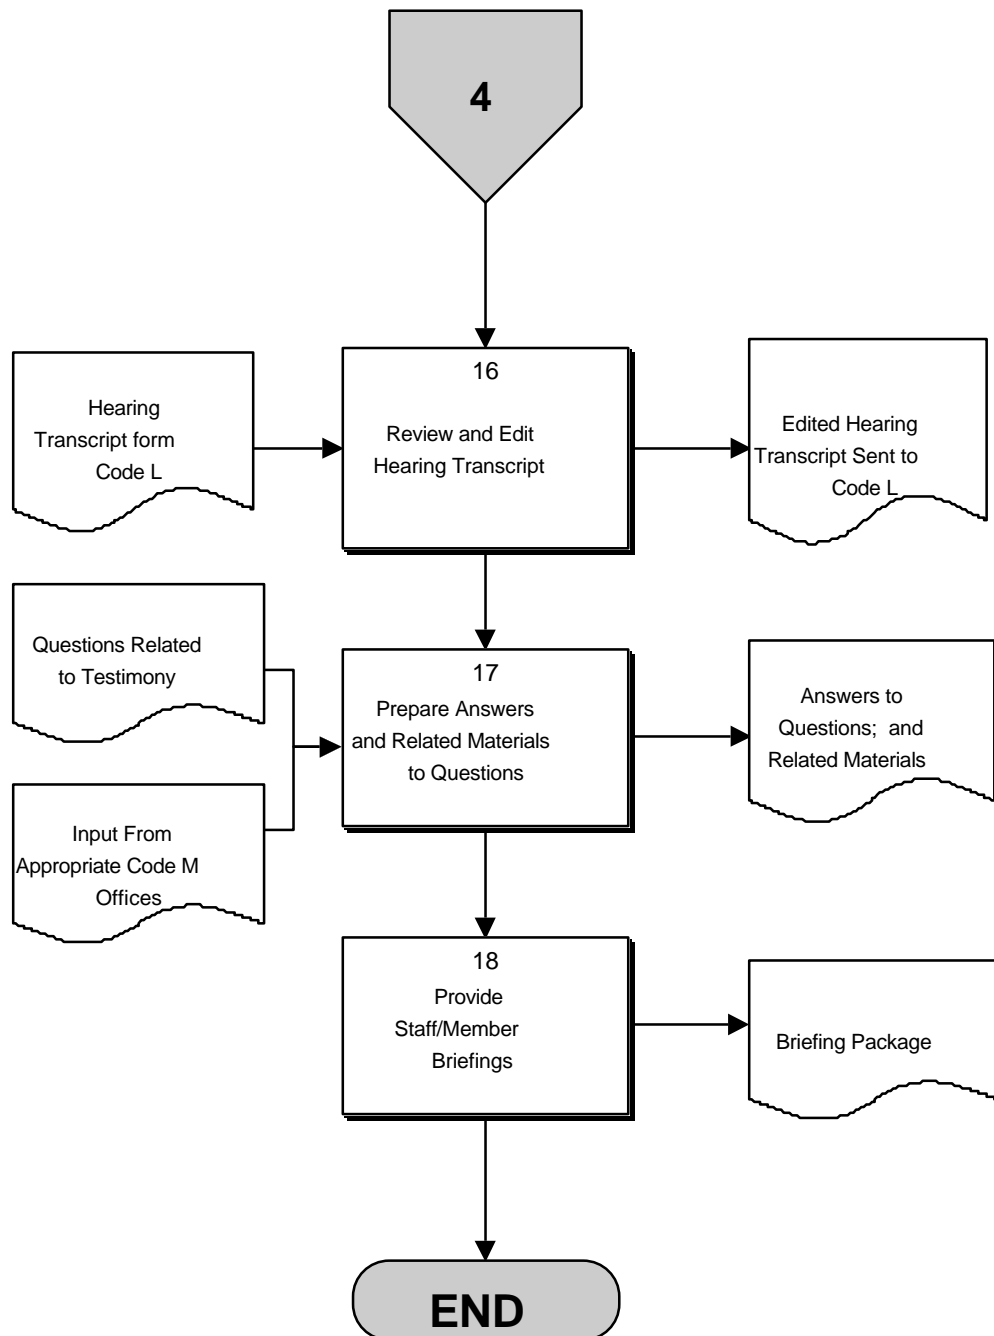 4
Hearing
Transcript form
Code L
16
Review and Edit
Hearing Transcript
Edited Hearing
Transcript Sent to
Code L
Questions Related
to Testimony
Input From
Appropriate Code M
Offices
17
Prepare Answers
and Related Materials
to Questions
Answers to
Questions; and
Related Materials
18
Provide
Staff/Member
Briefings
Briefing Package
END